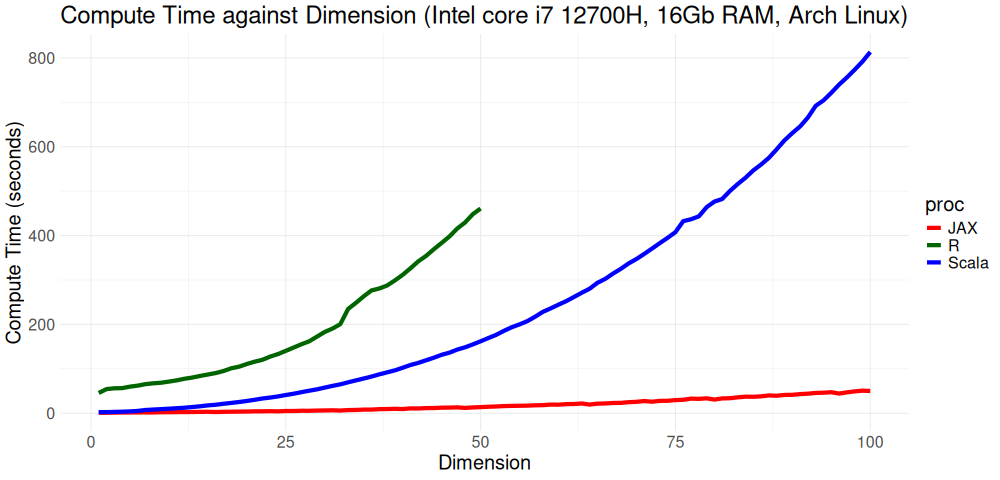 Compute Time against Dimension (Intel core i7 12700H, 16Gb RAM, Arch Linux)
Compute Time (seconds)
800
600
400
200
0
0
25
50
75
100
Dimension
proc
JAX
R
Scala